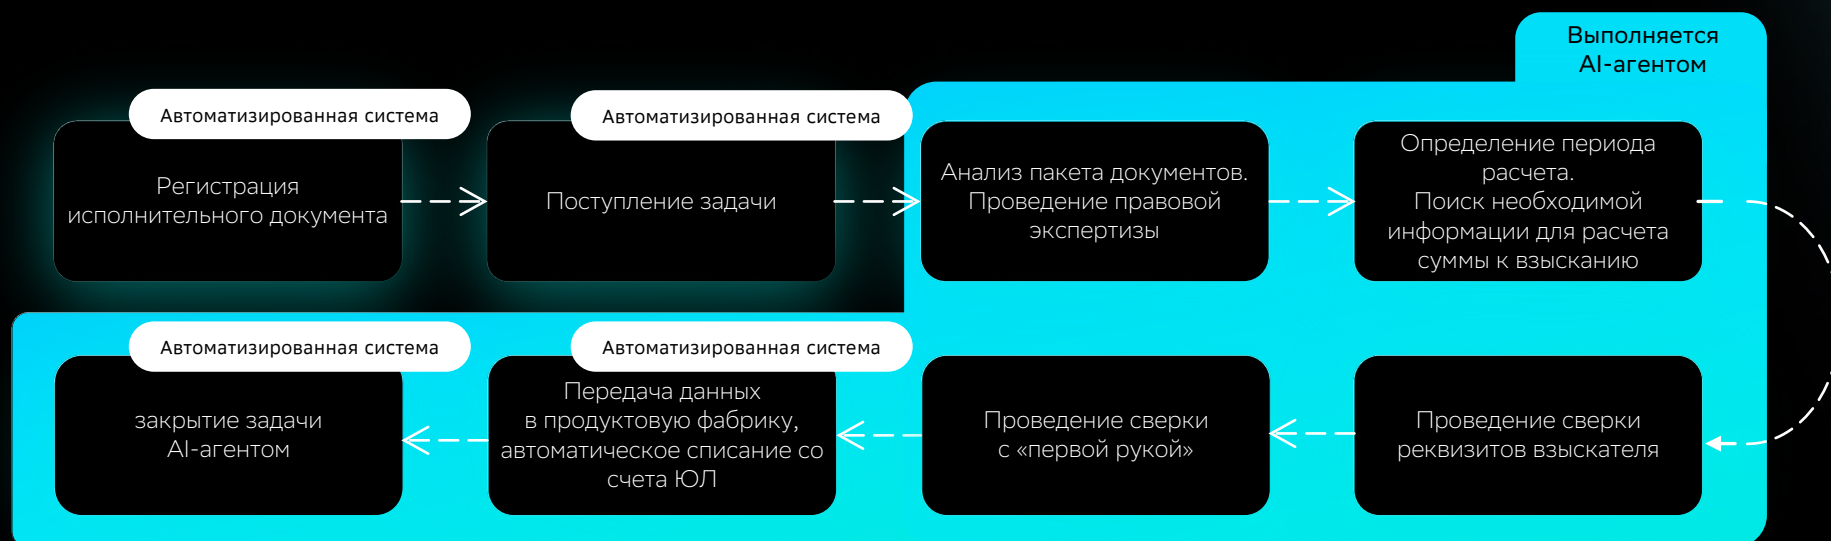 Выполняется
AI-агентом
Автоматизированная система
Регистрация
исполнительного документа
Автоматизированная система
Поступление задачи
Анализ пакета документов.
Проведение правовой
экспертизы
Определение периода
расчета.
Поиск необходимой
информации для расчета
суммы к взысканию
Проведение сверки
реквизитов взыскателя
Проведение сверки
с «первой рукой»
Автоматизированная система
Передача данных
в продуктовую фабрику,
автоматическое списание со
счета ЮЛ
Автоматизированная система
закрытие задачи
AI-агентом